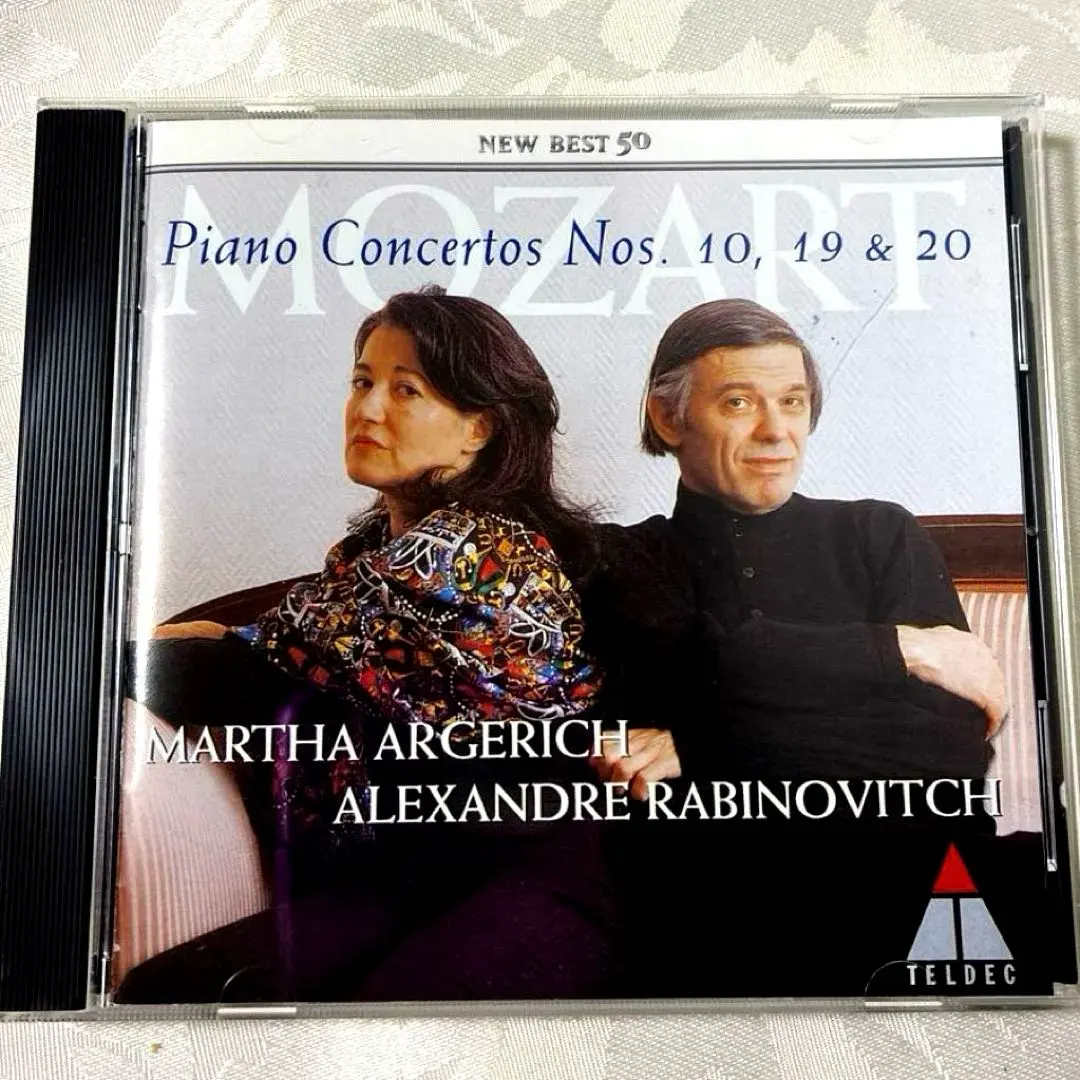 NEW BEST 50
MOZART
Piano Concertos Nos. 10, 19 & 20
MARTHA ARGERICH
ALEXANDRE RABINOVITCH
TELDEC